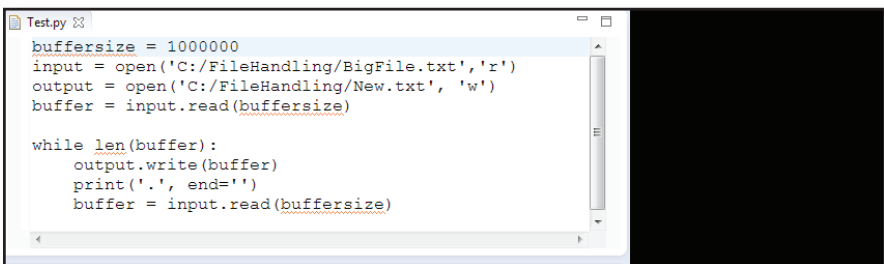 Test.py
buffersize = 1000000
input = open('C:/FileHandling/BigFile.txt','r')
output = open('C:/FileHandling/New.txt', 'w')
buffer = input.read(buffersize)
while len(buffer):
    output.write(buffer)
    print('.', end='')
    buffer = input.read(buffersize)